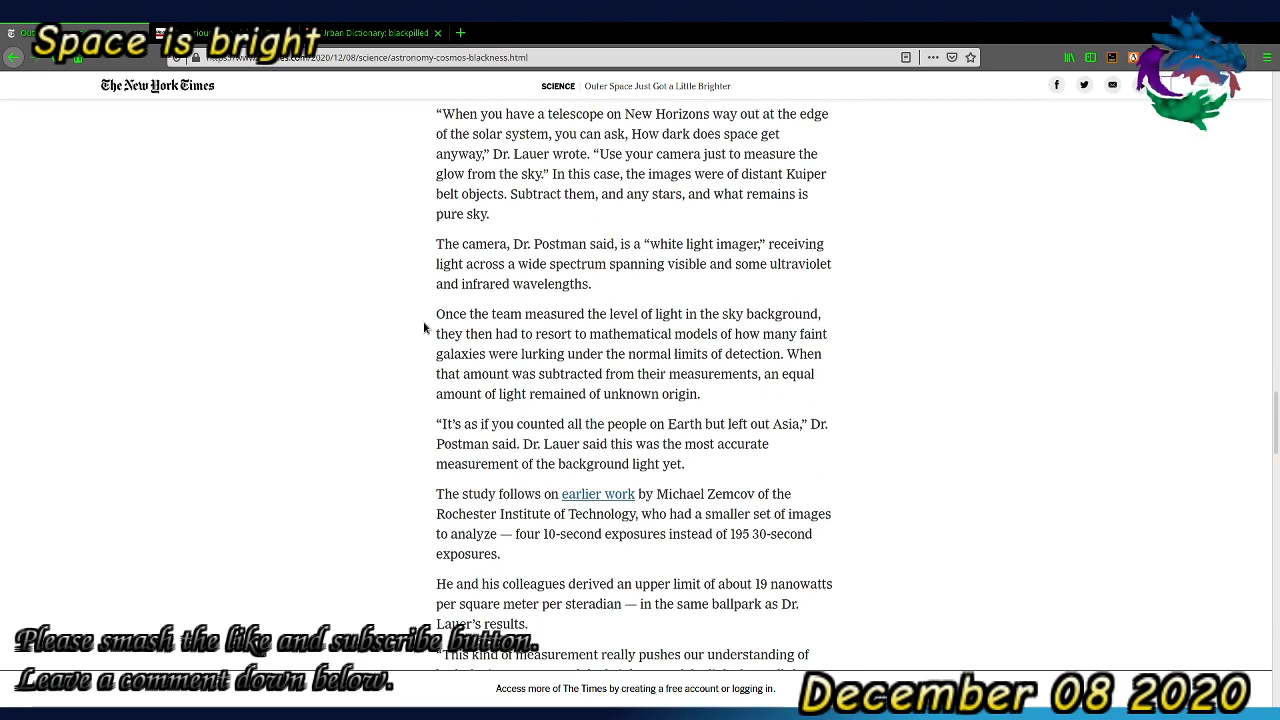 Space is bright
Urban Dictionary: blackpilled
2020/12/08/science/astronomy-cosmos-blackness.html
The New York Times
SCIENCE | Outer Space Just Got a Little Brighter
“When you have a telescope on New Horizons way out at the edge
of the solar system, you can ask, How dark does space get
anyway,” Dr. Lauer wrote. “Use your camera just to measure the
glow from the sky.” In this case, the images were of distant Kuiper
belt objects. Subtract them, and any stars, and what remains is
pure sky.
The camera, Dr. Postman said, is a “white light imager,” receiving
light across a wide spectrum spanning visible and some ultraviolet
and infrared wavelengths.
Once the team measured the level of light in the sky background,
they then had to resort to mathematical models of how many faint
galaxies were lurking under the normal limits of detection. When
that amount was subtracted from their measurements, an equal
amount of light remained of unknown origin.
“It’s as if you counted all the people on Earth but left out Asia,” Dr.
Postman said. Dr. Lauer said this was the most accurate
measurement of the background light yet.
The study follows on earlier work by Michael Zemcov of the
Rochester Institute of Technology, who had a smaller set of images
to analyze — four 10-second exposures instead of 195 30-second
exposures.
He and his colleagues derived an upper limit of about 19 nanowatts
per square meter per steradian — in the same ballpark as Dr.
Lauer’s results.
“This kind of measurement really pushes our understanding of
Please smash the like and subscribe button.
Leave a comment down below.
Access more of The Times by creating a free account or logging in.
December 08 2020